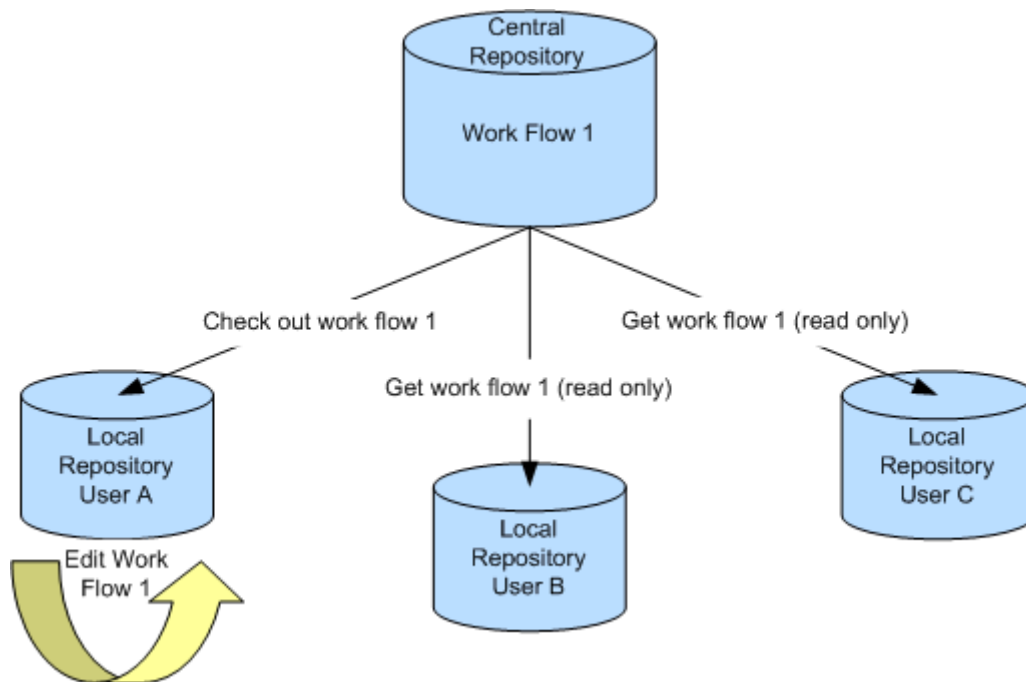 Central
Repository
Work Flow 1
Check out work flow 1
Get work flow 1 (read only)
Get work flow 1 (read only)
Local
Repository
User A
Local
Repository
User C
Local
Repository
User B
Edit Work
Flow 1